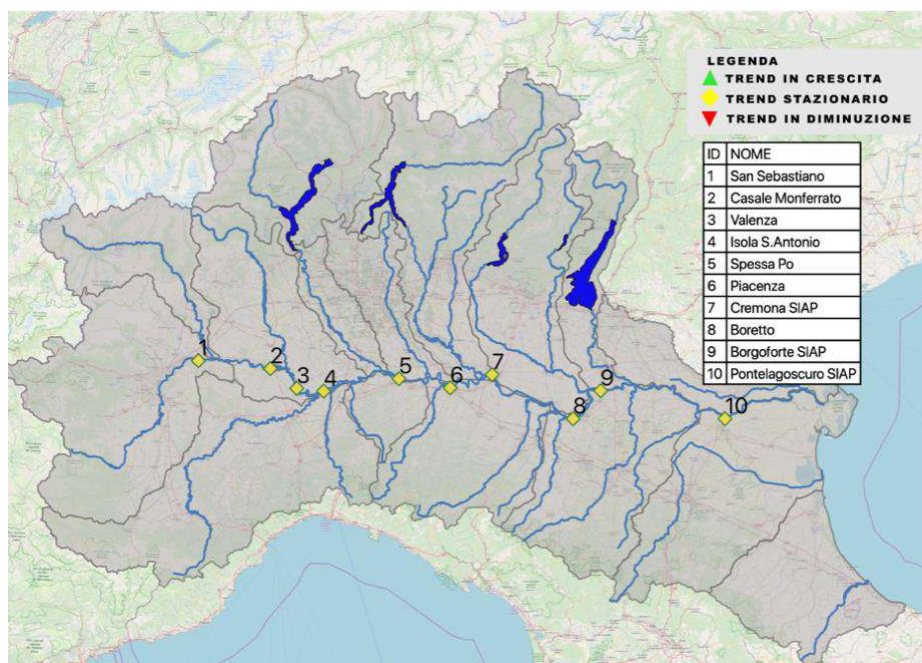 LEGENDA
TREND IN CRESCITA
TREND STAZIONARIO
TREND IN DIMINUZIONE
ID NOME
1 San Sebastiano
2 Casale Monferrato
3 Valenza
4 Isola S.Antonio
5 Spessa Po
6 Piacenza
7 Cremona SIAP
8 Boretto
9 Borgoforte SIAP
10 Pontelagoscuro SIAP
1
2
3
4
5
6
7
8
9
10